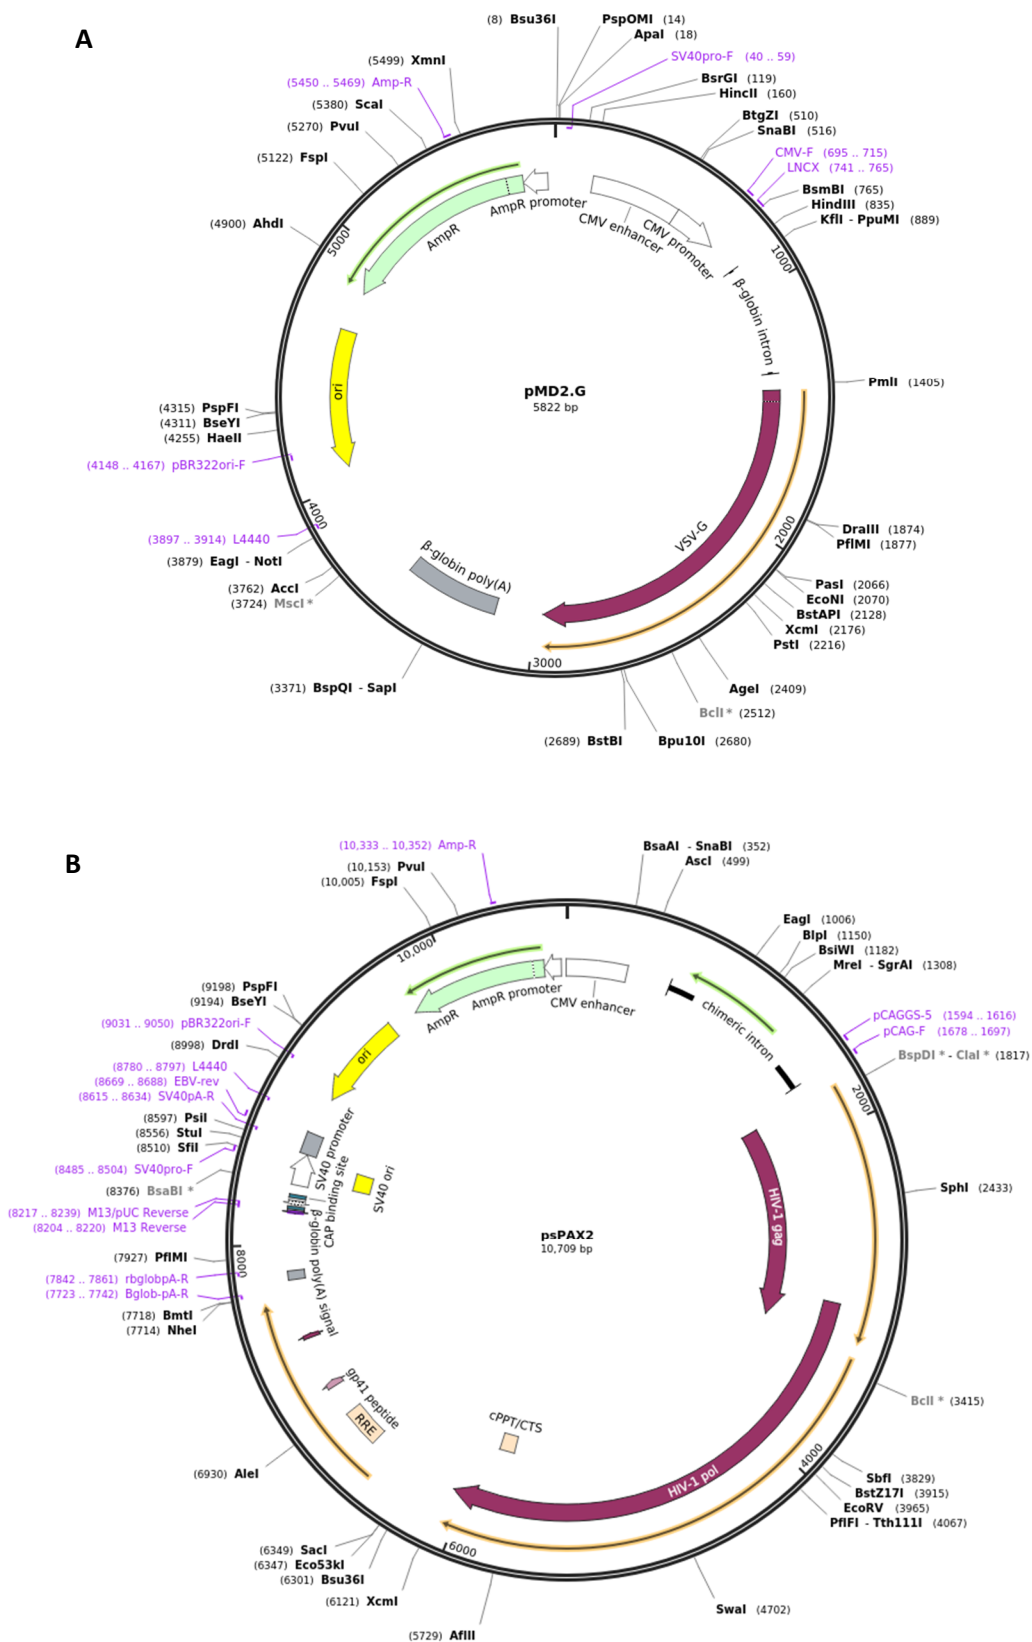 A
(8) Bsu36I
PspOMI (14)
ApaI (18)
SV40pro-F (40 .. 59)
BsrGI (119)
HincII (160)
BtgZI (510)
SnaBI (516)
CMV-F (695 .. 715)
LNCX (741 .. 765)
BsmBI (765)
HindIII (835)
KflI - PpuMI (889)
1000
PmlI (1405)
DraIII (1874)
PflMI (1877)
2000
PasI (2066)
EcoNI (2070)
BstAPI (2128)
XcmI (2176)
PstI (2216)
AgeI (2409)
BclI * (2512)
Bpu10I (2680)
(2689) BstBI
3000
(3371) BspQI - SapI
(3724) MscI *
(3762) AccI
(3879) EagI - NotI
(3897 .. 3914) L4440
4000
(4148 .. 4167) pBR322ori-F
(4255) HaeII
(4311) BseYI
(4315) PspFI
(4900) AhdI
5000
(5122) FspI
(5270) PvuI
(5380) ScaI
(5450 .. 5469) Amp-R
(5499) XmnI
AmpR promoter
AmpR
CMV enhancer
CMV promoter
β-globin intron
VSV-G
β-globin poly(A)
ori
pMD2.G
5822 bp
B
(10,333 .. 10,352) Amp-R
(10,153) PvuI
(10,005) FspI
10,000
BsaAI - SnaBI (352)
AscI (499)
EagI (1006)
BlpI (1150)
BsiWI (1182)
MreI - SgrAI (1308)
pCAGGS-5 (1594 .. 1616)
pCAG-F (1678 .. 1697)
BspDI * - ClaI * (1817)
2000
SphI (2433)
BclI * (3415)
SbfI (3829)
BstZ17I (3915)
EcoRV (3965)
PflFI - Tth111I (4067)
4000
SwaI (4702)
(5729) AflII
6000
(6121) XcmI
(6301) Bsu36I
(6347) Eco53kI
(6349) SacI
(6930) AleI
(7714) NheI
(7718) BmtI
(7723 .. 7742) Bglob-pA-R
(7842 .. 7861) rbglobpA-R
(7927) PflMI
8000
(8204 .. 8220) M13 Reverse
(8217 .. 8239) M13/pUC Reverse
(8376) BsaBI *
(8485 .. 8504) SV40pro-F
(8510) SfiI
(8556) StuI
(8597) PsiI
(8615 .. 8634) SV40pA-R
(8669 .. 8688) EBV-rev
(8780 .. 8797) L4440
(8998) DrdI
(9031 .. 9050) pBR322ori-F
(9194) BseYI
(9198) PspFI
AmpR promoter
AmpR
CMV enhancer
chimeric intron
HIV-1 gag
HIV-1 pol
cPPT/CTS
RRE
gp41 peptide
β-globin poly(A) signal
CAP binding site
SV40 promoter
SV40 ori
ori
psPAX2
10,709 bp